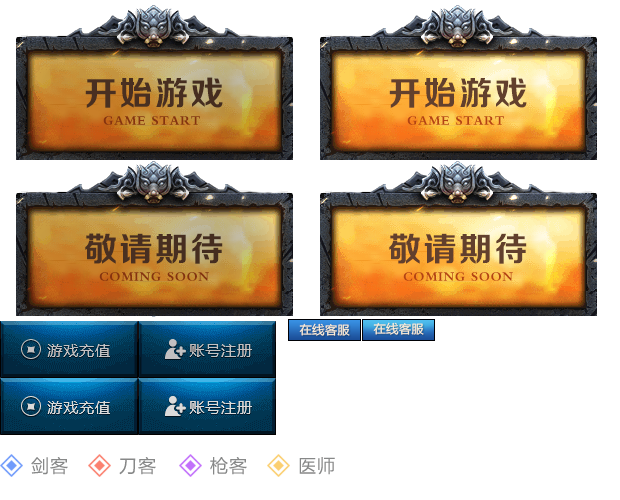 开始游戏 开始游戏
GAME START GAME START
敬请期待 敬请期待
COMING SOON COMING SOON
在线客服 在线客服
游戏充值 账号注册
游戏充值 账号注册
剑客 刀客 枪客 医师